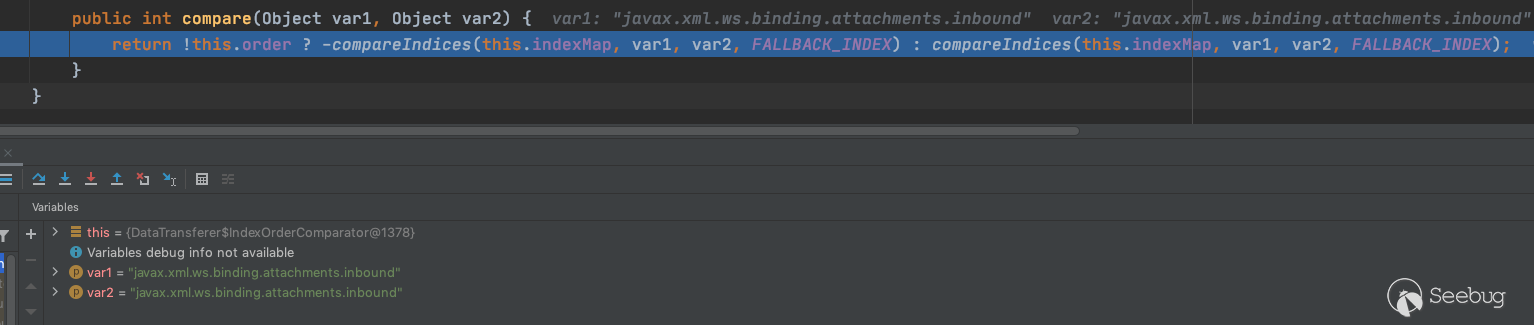 public int compare(Object var1, Object var2) {  var1: "javax.xml.ws.binding.attachments.inbound"  var2: "javax.xml.ws.binding.attachments.inbound"
return !this.order ? -compareIndices(this.indexMap, var1, var2, FALLBACK_INDEX) : compareIndices(this.indexMap, var1, var2, FALLBACK_INDEX);
}
}
Variables
this = {DataTransferer$IndexOrderComparator@1378}
Variables debug info not available
var1 = "javax.xml.ws.binding.attachments.inbound"
var2 = "javax.xml.ws.binding.attachments.inbound"
Seebug